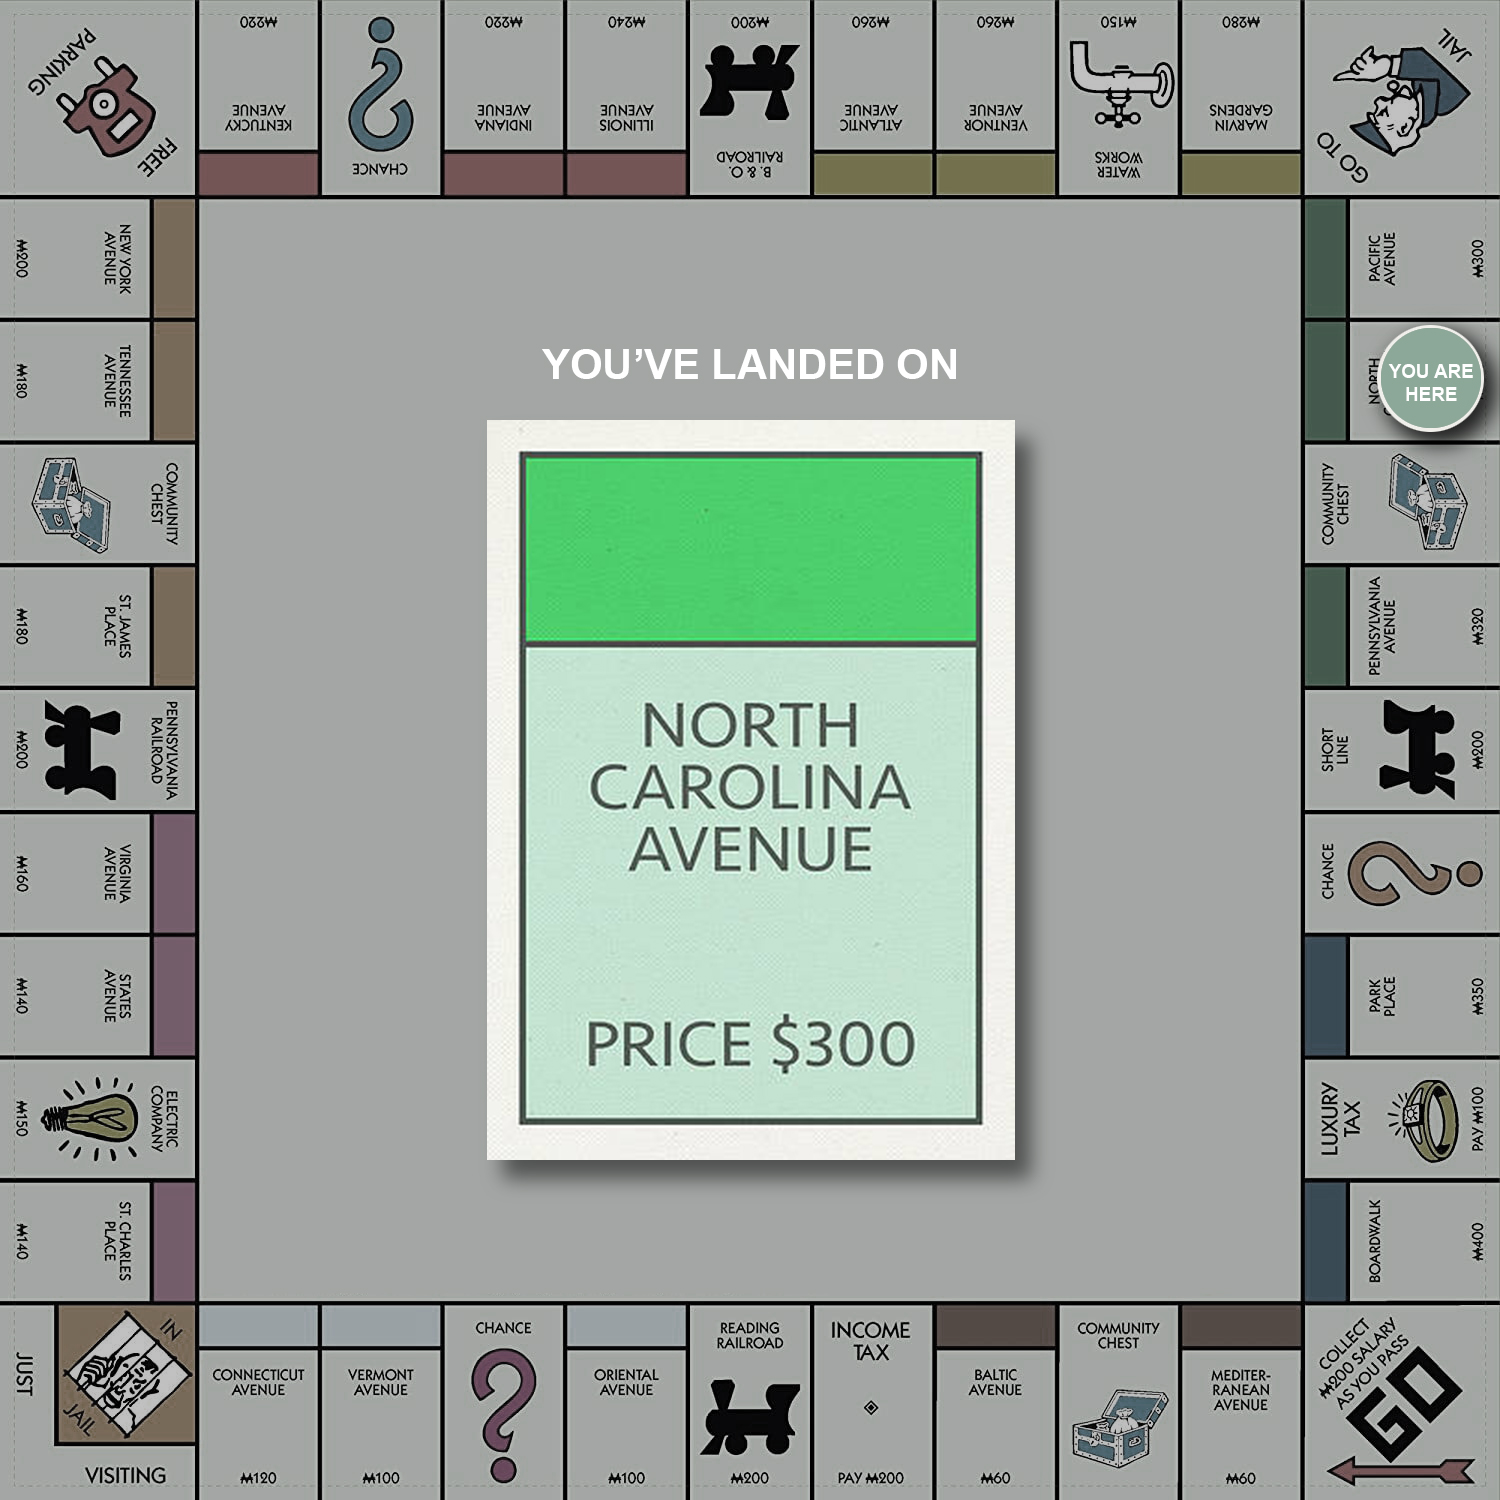 FREE
PARKING
₩220
KENTUCKY
AVENUE
CHANCE
₩220
INDIANA
AVENUE
₩240
ILLINOIS
AVENUE
₩200
B. & O.
RAILROAD
₩260
ATLANTIC
AVENUE
₩260
VENTNOR
AVENUE
₩150
WATER
WORKS
₩280
MARVIN
GARDENS
GO TO
JAIL
PACIFIC
AVENUE
₩300
NORTH
YOU ARE
HERE
COMMUNITY
CHEST
PENNSYLVANIA
AVENUE
₩320
SHORT
LINE
₩200
CHANCE
PARK
PLACE
₩350
LUXURY
TAX
PAY ₩100
BOARDWALK
₩400
COLLECT
₩200 SALARY
AS YOU PASS
GO
MEDITER-
RANEAN
AVENUE
₩60
COMMUNITY
CHEST
BALTIC
AVENUE
₩60
INCOME
TAX
PAY ₩200
READING
RAILROAD
₩200
ORIENTAL
AVENUE
₩100
CHANCE
VERMONT
AVENUE
₩100
CONNECTICUT
AVENUE
₩120
IN
JAIL
JUST
VISITING
ST. CHARLES
PLACE
₩140
ELECTRIC
COMPANY
₩150
STATES
AVENUE
₩140
VIRGINIA
AVENUE
₩160
PENNSYLVANIA
RAILROAD
₩200
ST. JAMES
PLACE
₩180
COMMUNITY
CHEST
TENNESSEE
AVENUE
₩180
NEW YORK
AVENUE
₩200
YOU’VE LANDED ON
NORTH
CAROLINA
AVENUE
PRICE $300